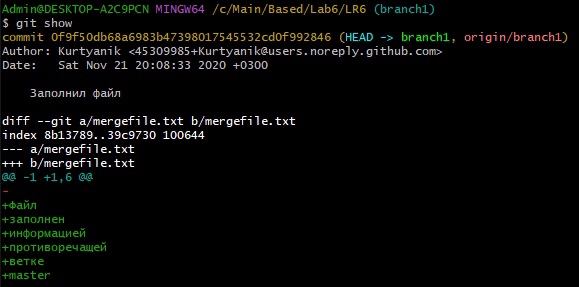 Admin@DESKTOP-A2C9PCN MINGW64 /c/Main/Based/Lab6/LR6 (branch1)
$ git show
commit 0f9f50db68a6983b47398017545532cd0f992846 (HEAD -> branch1, origin/branch1)
Author: Kurtyanik <45309985+Kurtyanik@users.noreply.github.com>
Date:   Sat Nov 21 20:08:33 2020 +0300

    Заполнил файл

diff --git a/mergefile.txt b/mergefile.txt
index 8b13789..39c9730 100644
--- a/mergefile.txt
+++ b/mergefile.txt
@@ -1 +1,6 @@
-
+Файл
+заполнен
+информацией
+противоречащей
+ветке
+master